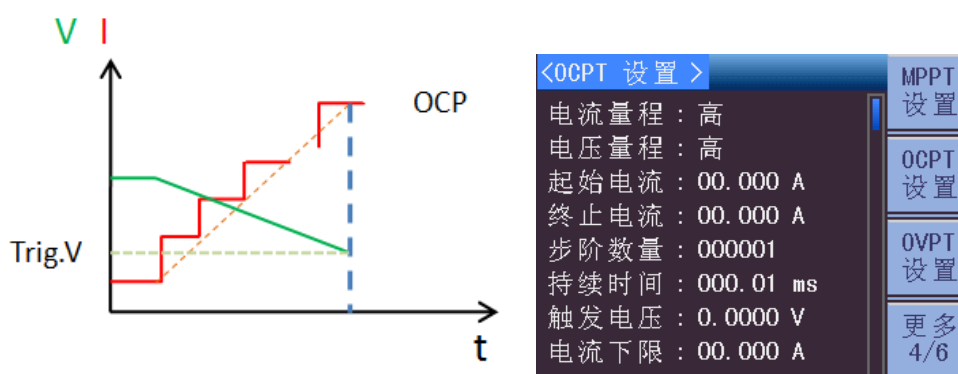 V I
OCP
Trig.V
t
<OCPT 设置 >
电流量程 : 高
电压量程 : 高
起始电流 : 00.000 A
终止电流 : 00.000 A
步阶数量 : 000001
持续时间 : 000.01 ms
触发电压 : 0.0000 V
电流下限 : 00.000 A
MPPT
设置
OCPT
设置
OVPT
设置
更多
4/6